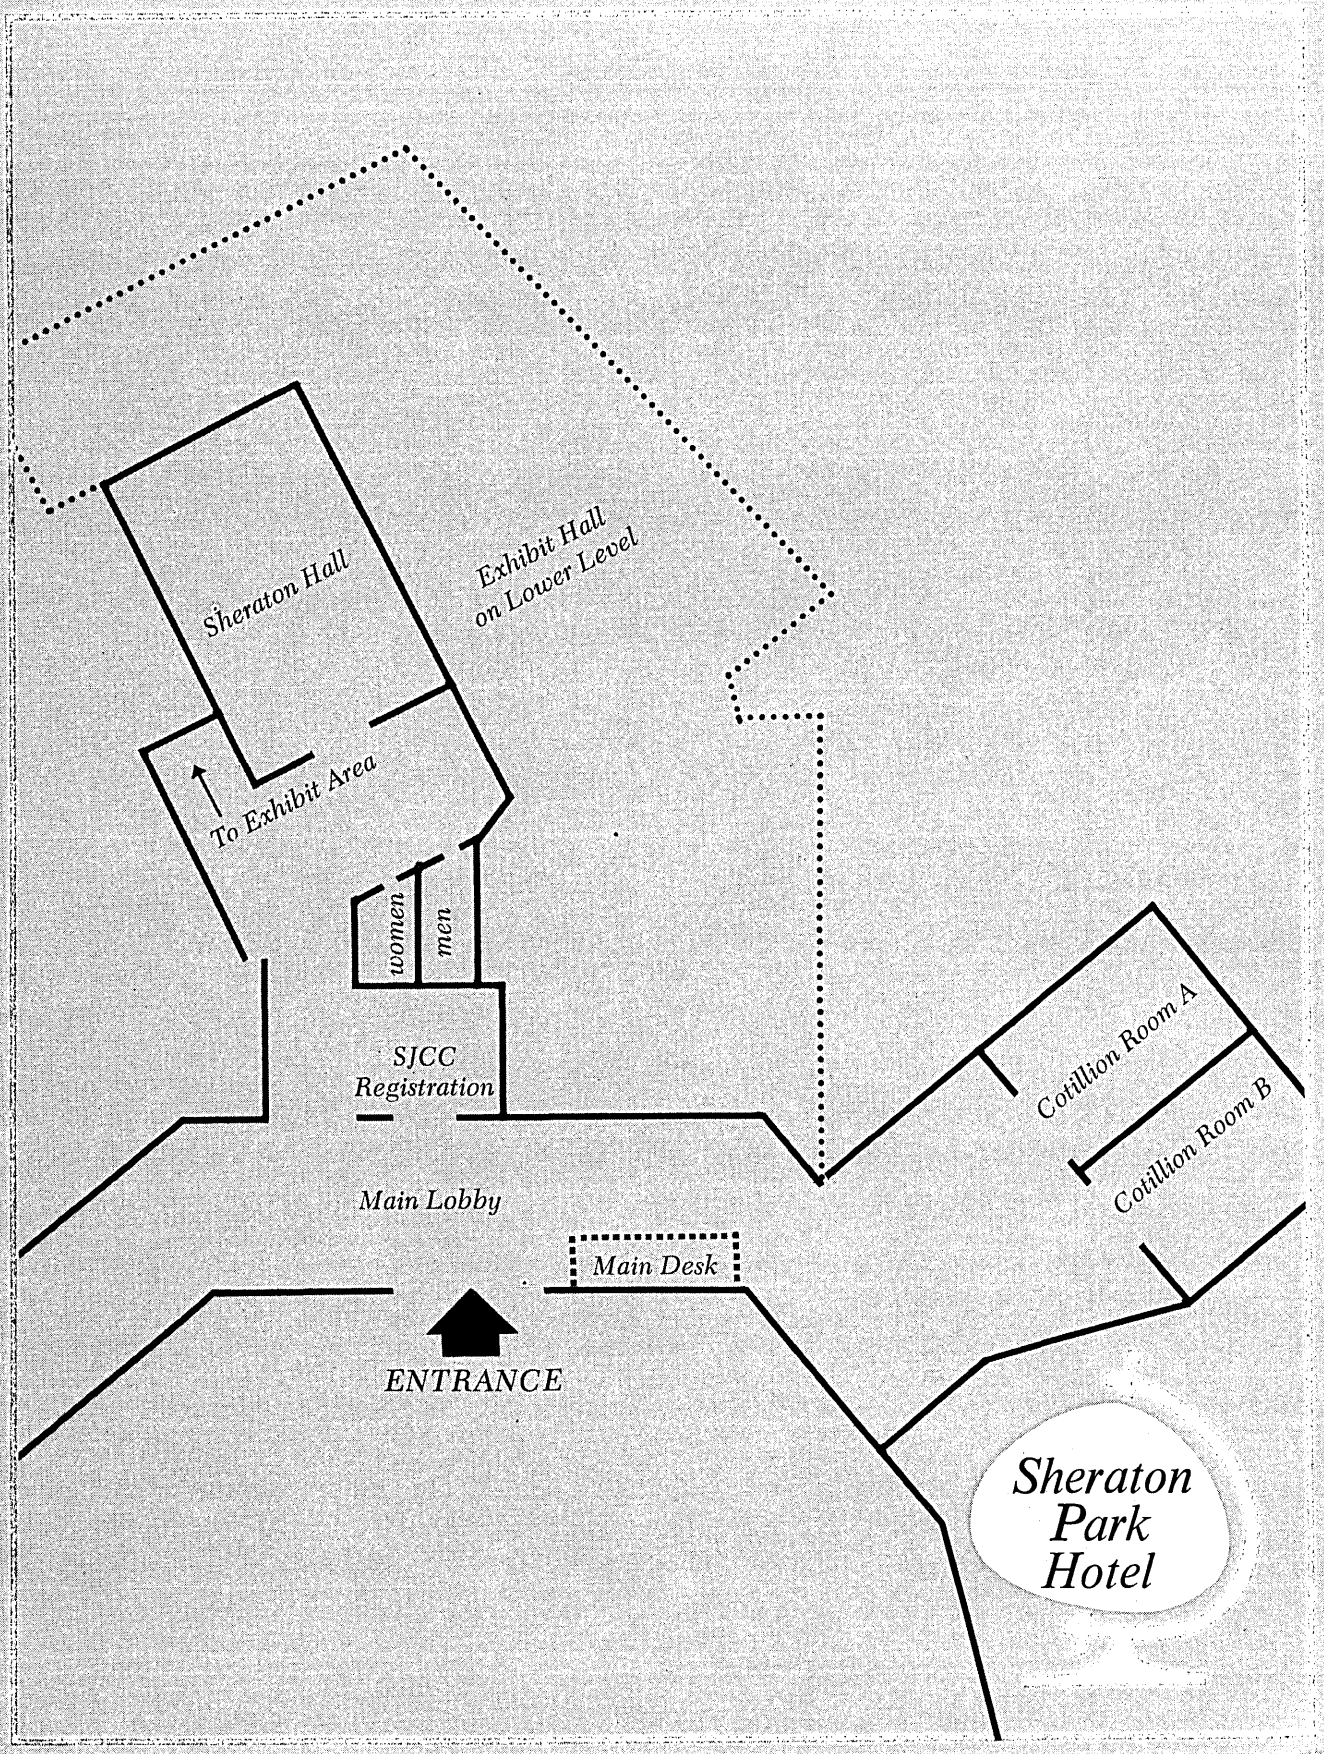 Exhibit Hall
on Lower Level
Sheraton Hall
To Exhibit Area
women
men
SJCC
Registration
Cotillion Room A
Cotillion Room B
Main Lobby
Main Desk
ENTRANCE
Sheraton
Park
Hotel